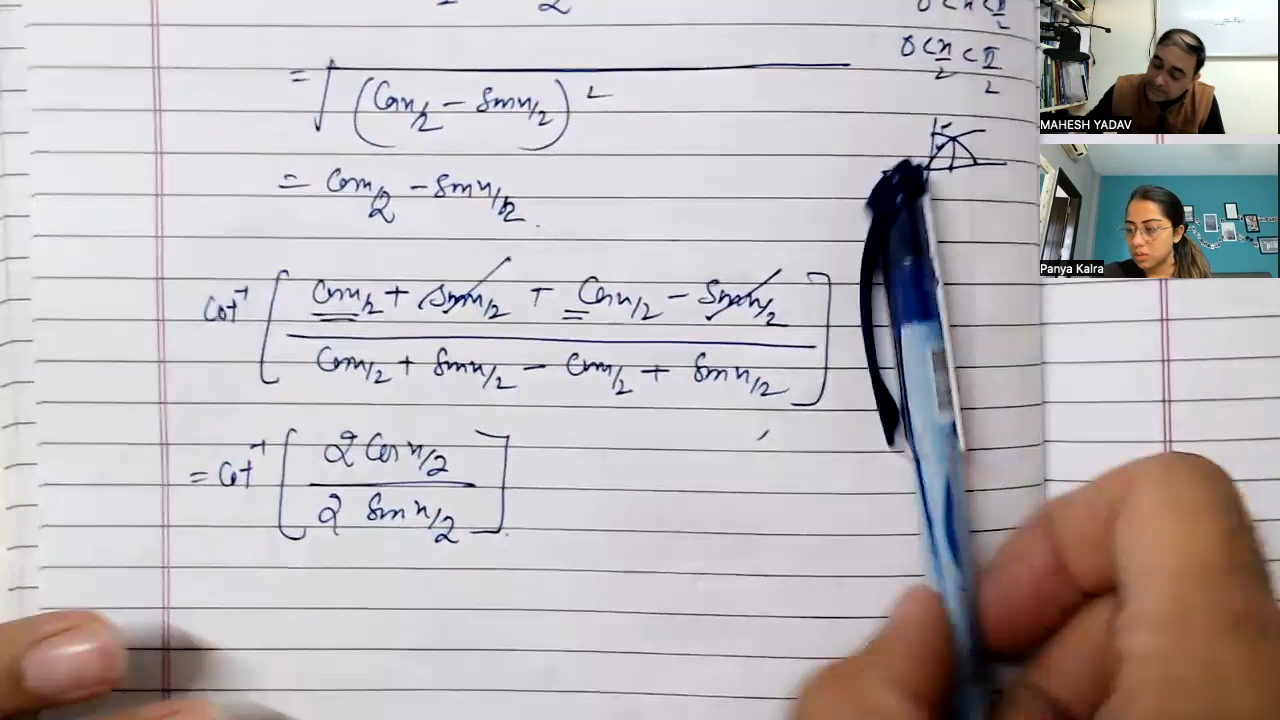 0 < x/2 < π/2
= √(Cos x/2 − Sin x/2)²
= Cos x/2 − Sin x/2.
Cot⁻¹ [ (Cos x/2 + Sin x/2 + Cos x/2 − Sin x/2) / (Cos x/2 + Sin x/2 − Cos x/2 + Sin x/2) ]
= Cot⁻¹ [ (2 Cos x/2) / (2 Sin x/2) ]
MAHESH YADAV
Panya Kalra